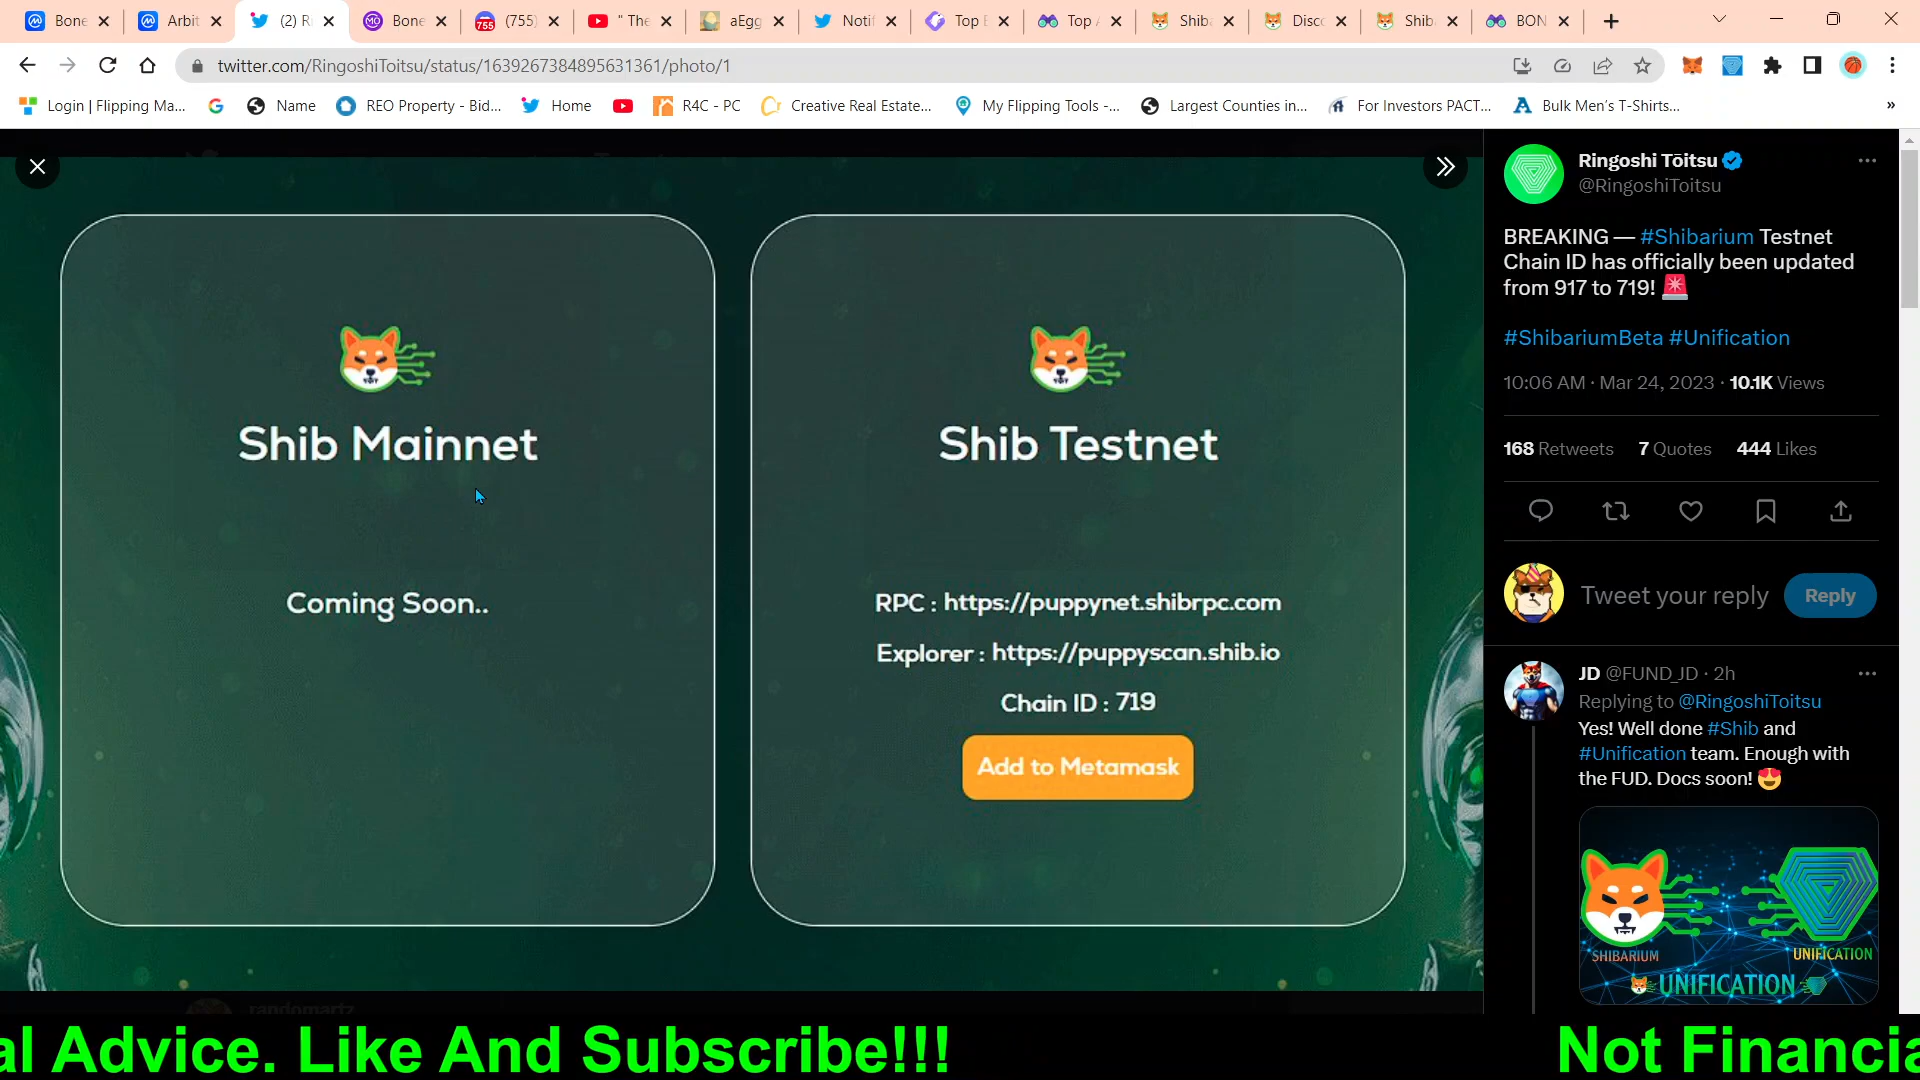 Bone
Arbit
(2) R
Bone
(755)
" The
aEgg
Notif
Top
Top
Shib
Disc
Shib
BON
twitter.com/RingoshiToitsu/status/1639267384895631361/photo/1
Login | Flipping Ma...
Name
REO Property - Bid...
Home
R4C - PC
Creative Real Estate...
My Flipping Tools -...
Largest Counties in...
For Investors PACT...
Bulk Men's T-Shirts...
»
Shib Mainnet
Coming Soon..
Shib Testnet
RPC : https://puppynet.shibrpc.com
Explorer : https://puppyscan.shib.io
Chain ID : 719
Add to Metamask
randomartz
Ringoshi Tōitsu
@RingoshiToitsu
BREAKING — #Shibarium Testnet
Chain ID has officially been updated
from 917 to 719! 🚨
#ShibariumBeta #Unification
10:06 AM · Mar 24, 2023 · 10.1K Views
168 Retweets 7 Quotes 444 Likes
Tweet your reply
Reply
JD @FUND_JD · 2h
Replying to @RingoshiToitsu
Yes! Well done #Shib and
#Unification team. Enough with
the FUD. Docs soon! 😍
SHIBARIUM
UNIFICATION
UNIFICATION
al Advice. Like And Subscribe!!!
Not Financia